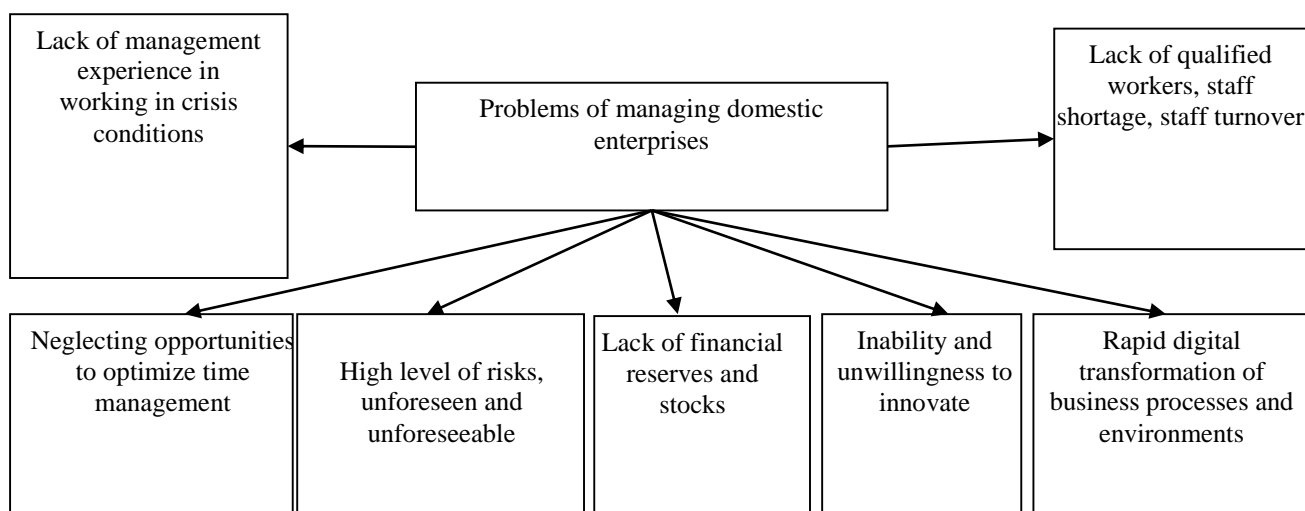 Lack of management
experience in
working in crisis
conditions
Problems of managing domestic
enterprises
Lack of qualified
workers, staff
shortage, staff turnover
Neglecting opportunities
to optimize time
management
High level of risks,
unforeseen and
unforeseeable
Lack of financial
reserves and
stocks
Inability and
unwillingness to
innovate
Rapid digital
transformation of
business processes and
environments